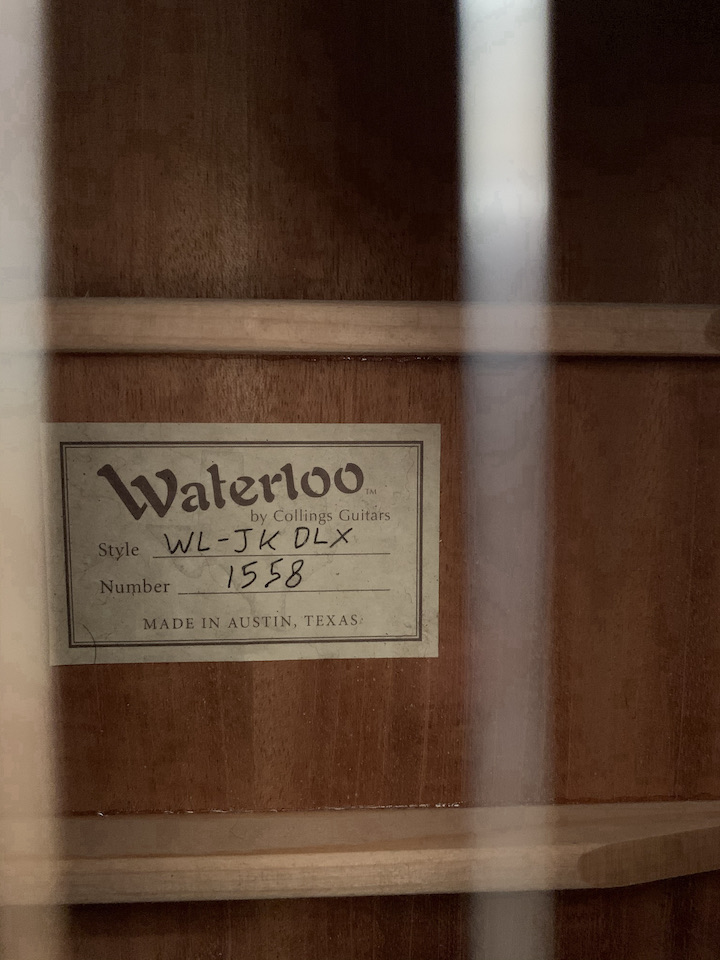 Waterloo™
by Collings Guitars
Style WL-JK DLX
Number 1558
MADE IN AUSTIN, TEXAS